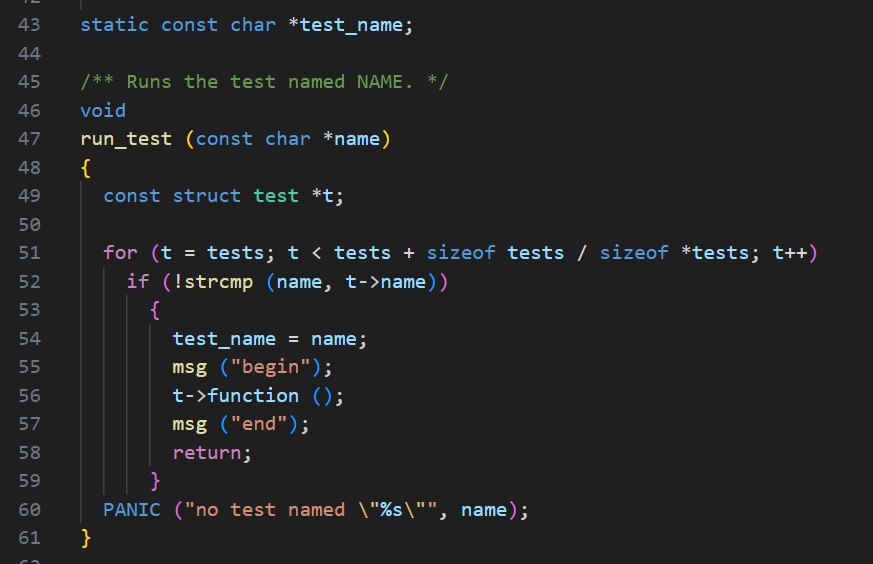 43 static const char *test_name;
44
45 /** Runs the test named NAME. */
46 void
47 run_test (const char *name)
48 {
49   const struct test *t;
50
51   for (t = tests; t < tests + sizeof tests / sizeof *tests; t++)
52     if (!strcmp (name, t->name))
53       {
54         test_name = name;
55         msg ("begin");
56         t->function ();
57         msg ("end");
58         return;
59       }
60   PANIC ("no test named \"%s\"", name);
61 }